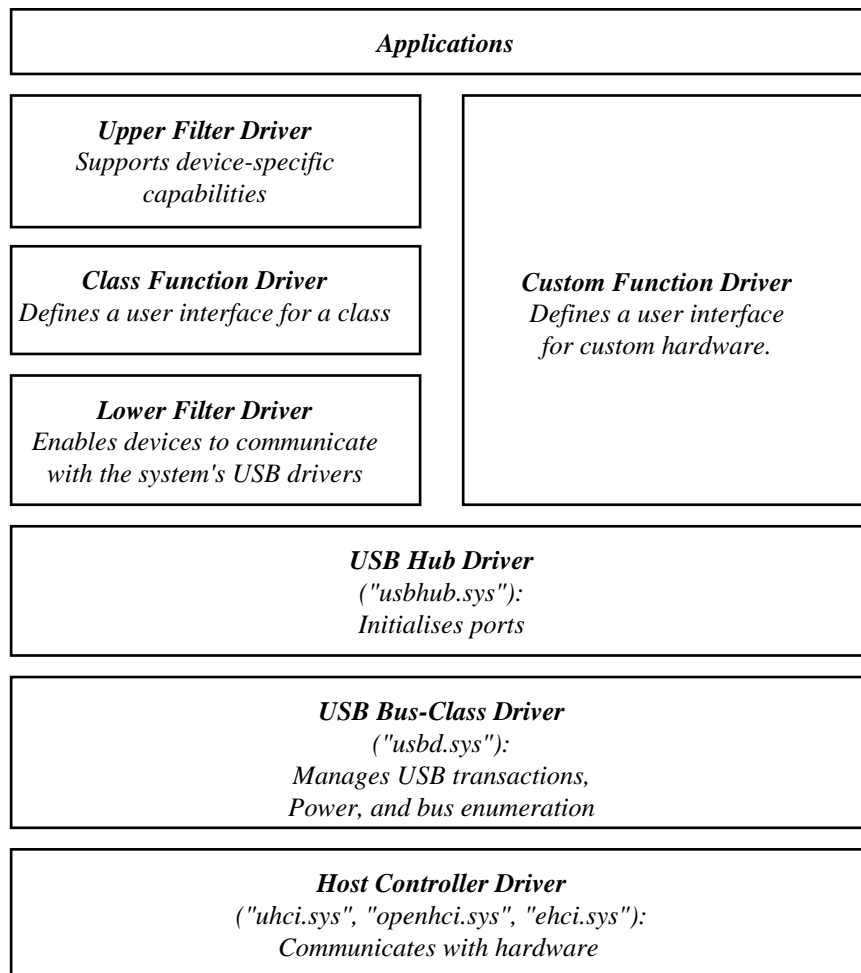 Applications
Upper Filter Driver
Supports device-specific
capabilities
Class Function Driver
Defines a user interface for a class
Lower Filter Driver
Enables devices to communicate
with the system's USB drivers
Custom Function Driver
Defines a user interface
for custom hardware.
USB Hub Driver
("usbhub.sys"):
Initialises ports
USB Bus-Class Driver
("usbd.sys"):
Manages USB transactions,
Power, and bus enumeration
Host Controller Driver
("uhci.sys", "openhci.sys", "ehci.sys"):
Communicates with hardware